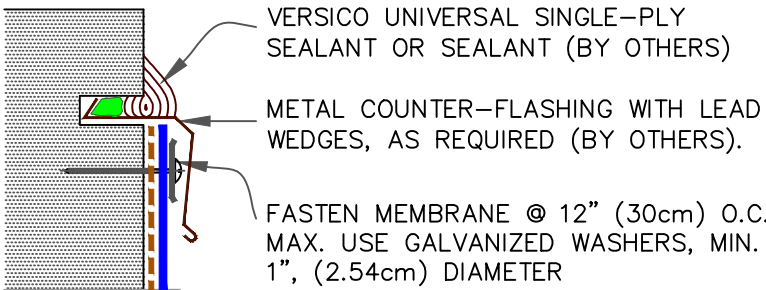 VERSICO UNIVERSAL SINGLE–PLY
SEALANT OR SEALANT (BY OTHERS)
METAL COUNTER–FLASHING WITH LEAD
WEDGES, AS REQUIRED (BY OTHERS).
FASTEN MEMBRANE @ 12” (30cm) O.C.
MAX. USE GALVANIZED WASHERS, MIN.
1”, (2.54cm) DIAMETER